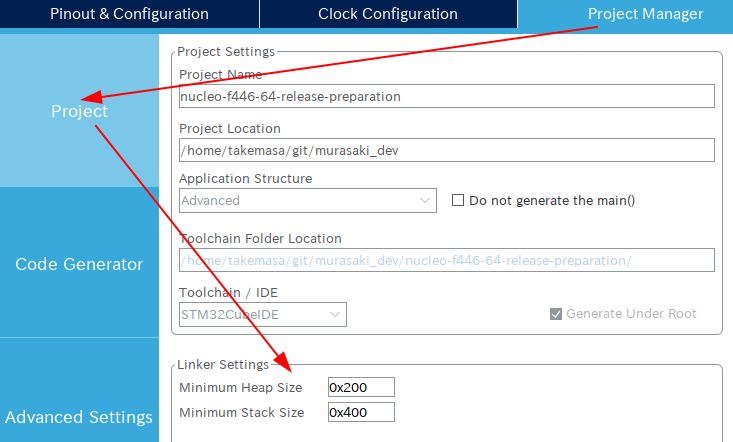 Pinout & Configuration Clock Configuration Project Manager
Project
Code Generator
Advanced Settings
Project Settings
Project Name
nucleo-f446-64-release-preparation
Project Location
/home/takemasa/git/murasaki_dev
Application Structure
Advanced Do not generate the main()
Toolchain Folder Location
/home/takemasa/git/murasaki_dev/nucleo-f446-64-release-preparation/
Toolchain / IDE
STM32CubeIDE Generate Under Root
Linker Settings
Minimum Heap Size 0x200
Minimum Stack Size 0x400